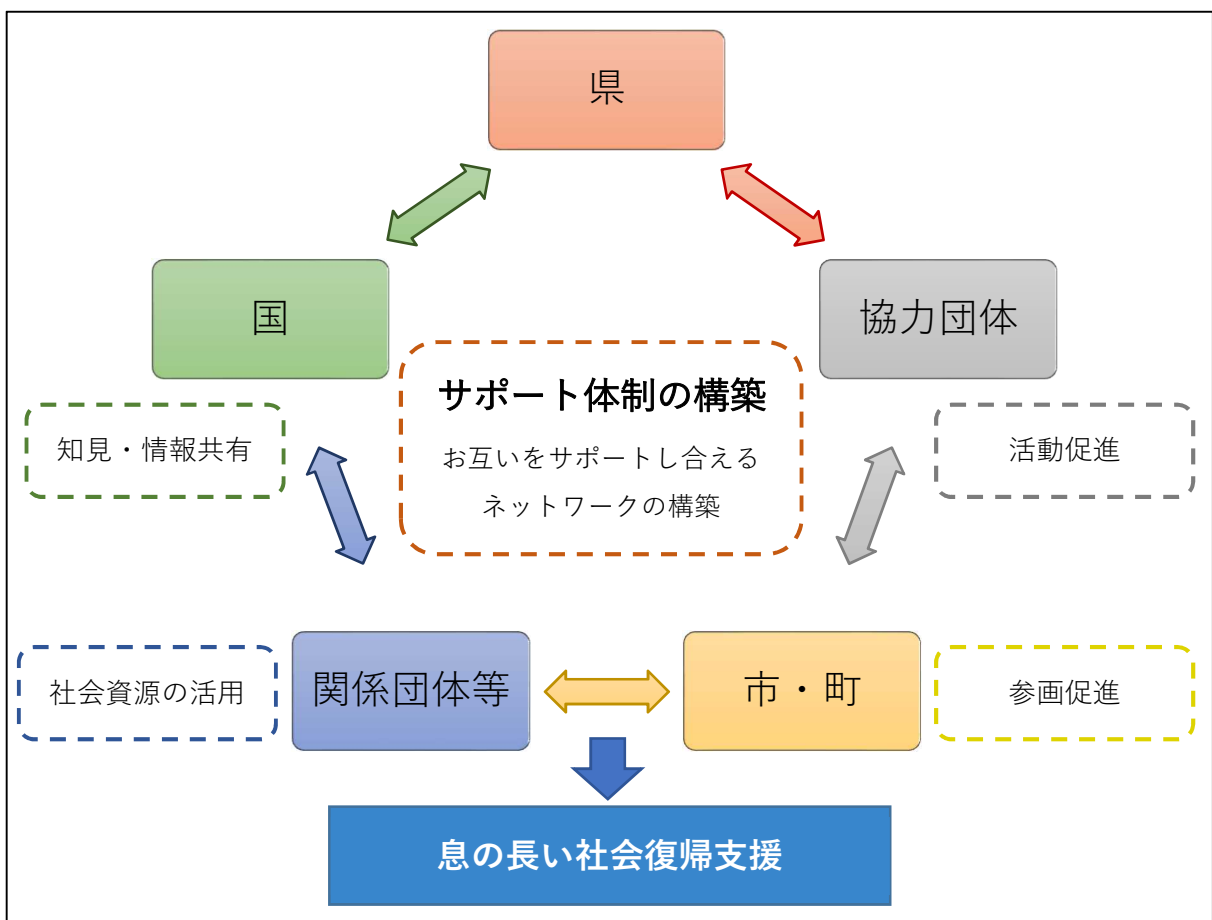 県
国
協力団体
サポート体制の構築
お互いをサポートし合える
ネットワークの構築
知見・情報共有
活動促進
社会資源の活用
関係団体等
市・町
参画促進
息の長い社会復帰支援